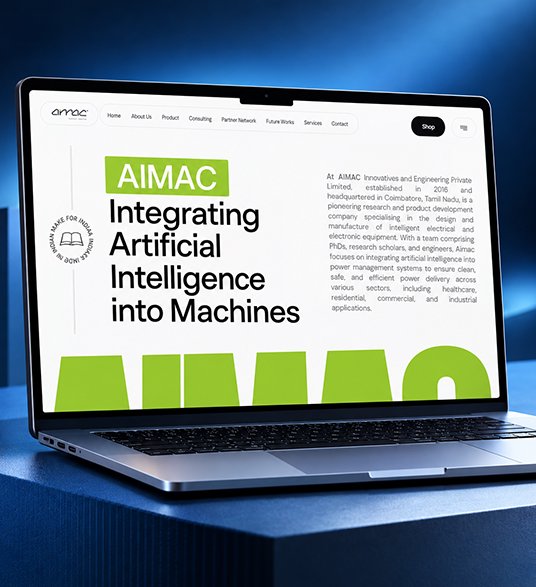 aimac
Home About Us Product Consulting Partner Network Future Works Services Contact
Shop
AIMAC
Integrating
Artificial
Intelligence
into Machines
At AIMAC Innovatives and Engineering Private
Limited, established in 2016 and
headquartered in Coimbatore, Tamil Nadu, is a
pioneering research and product development
company specialising in the design and
manufacture of intelligent electrical and
electronic equipment. With a team comprising
PhDs, research scholars, and engineers, Aimac
focuses on integrating artificial intelligence into
power management systems to ensure clean,
safe, and efficient power delivery across
various sectors, including healthcare,
residential, commercial, and industrial
applications.
MAKE FOR INDIAA
AIMAC